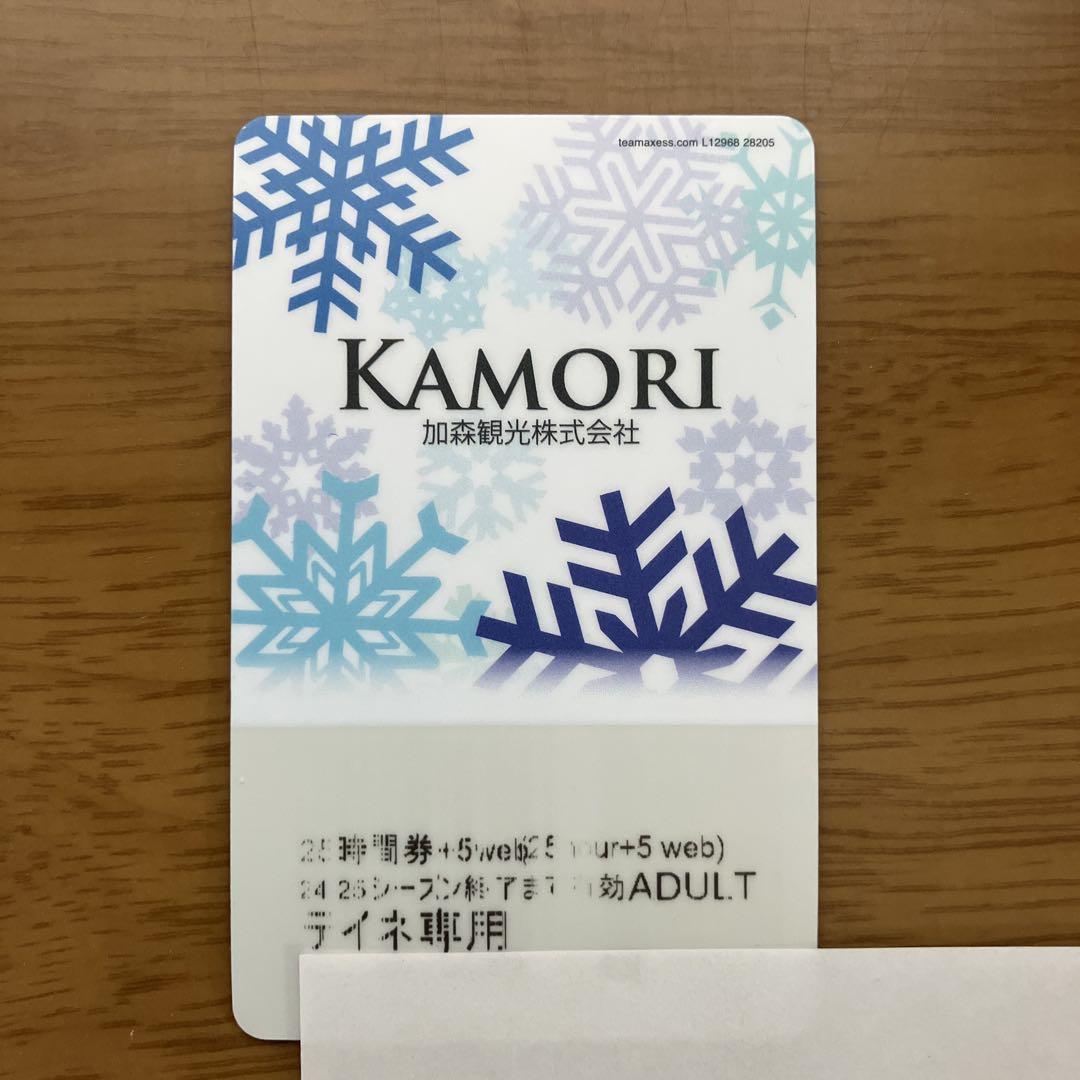 teamaxess.com L12968 28205
KAMORI
加森観光株式会社
25時間券+5web(25 hour+5 web)
24-25シーズン終了まで有効ADULT
テイネ専用